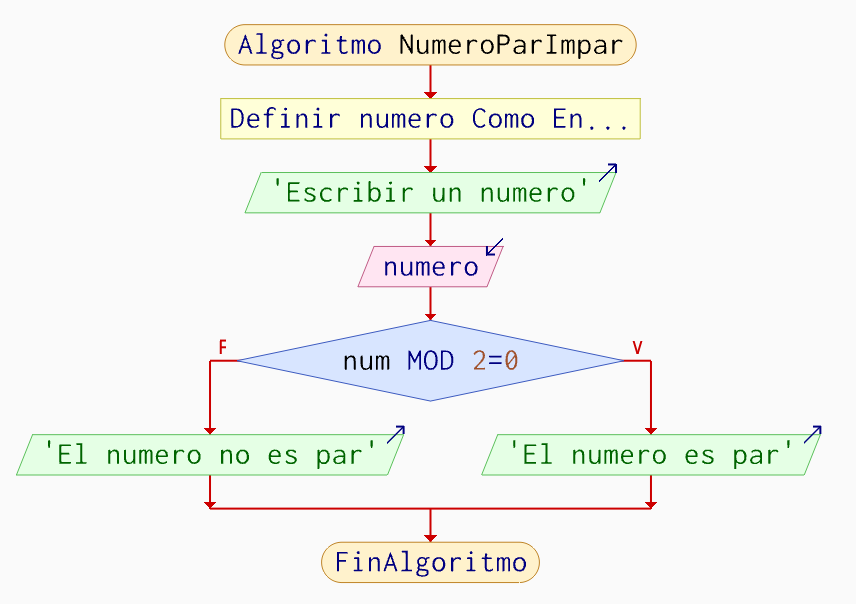 Algoritmo NumeroParImpar
Definir numero Como En...
'Escribir un numero'
numero
F
V
num MOD 2=0
'El numero no es par'
'El numero es par'
FinAlgoritmo